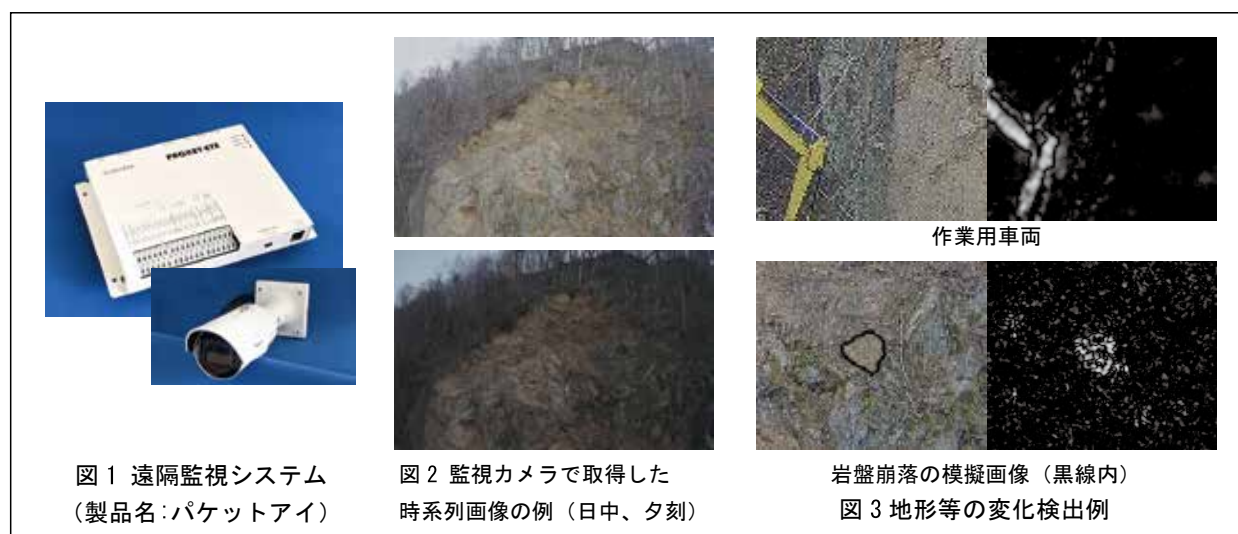 PACKET EYE
作業用車両
図1 遠隔監視システム
(製品名:パケットアイ)
図2 監視カメラで取得した
時系列画像の例(日中、夕刻)
岩盤崩落の模擬画像(黒線内)
図3 地形等の変化検出例